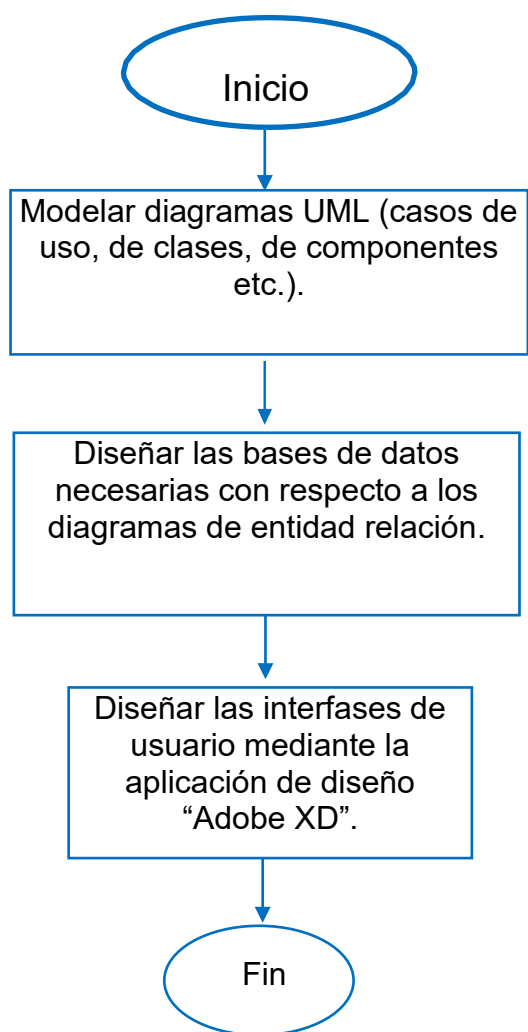 Inicio
Modelar diagramas UML (casos de
uso, de clases, de componentes
etc.).
Diseñar las bases de datos
necesarias con respecto a los
diagramas de entidad relación.
Diseñar las interfases de
usuario mediante la
aplicación de diseño
“Adobe XD”.
Fin